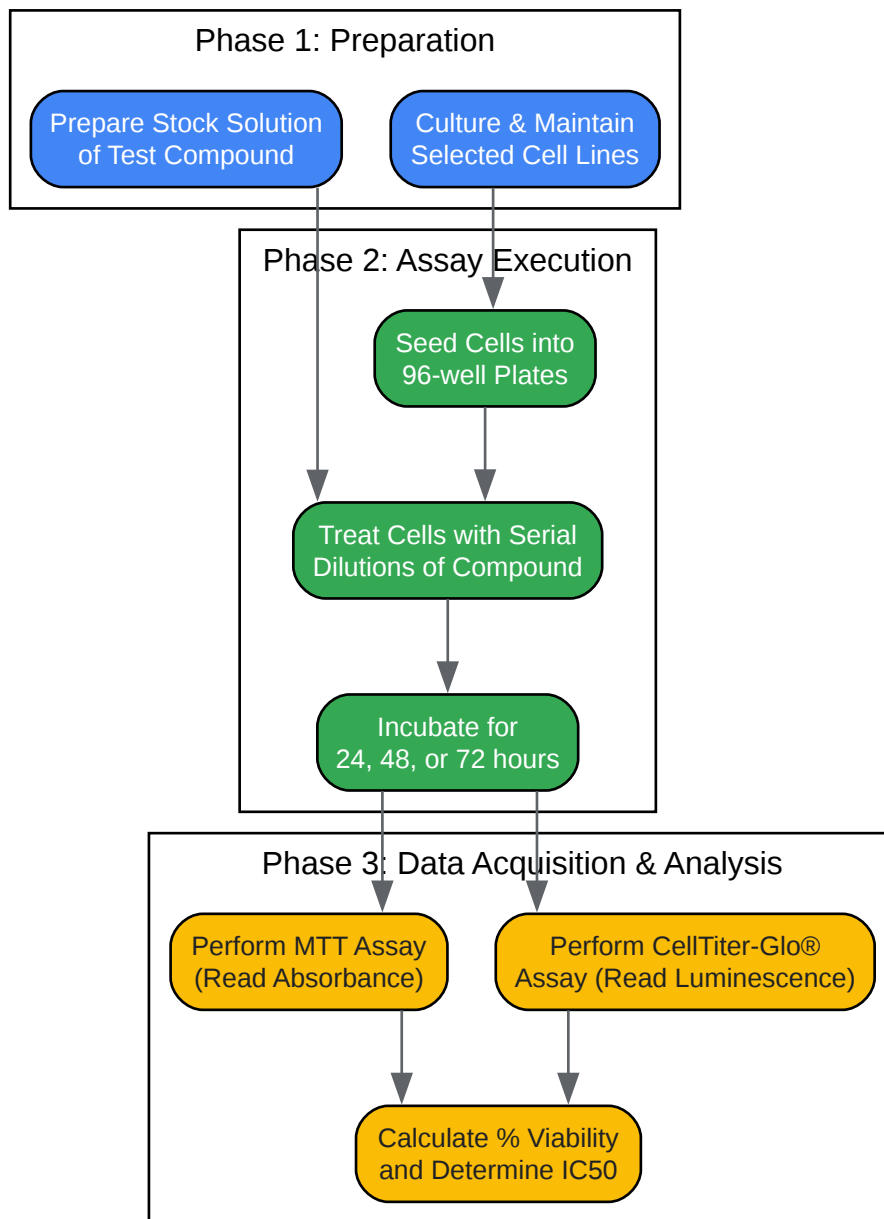 Phase 1: Preparation
Prepare Stock Solution
of Test Compound
Culture & Maintain
Selected Cell Lines
Phase 2: Assay Execution
Seed Cells into
96-well Plates
Treat Cells with Serial
Dilutions of Compound
Incubate for
24, 48, or 72 hours
Phase 3: Data Acquisition & Analysis
Perform MTT Assay
(Read Absorbance)
Perform CellTiter-Glo®
Assay (Read Luminescence)
Calculate % Viability
and Determine IC50